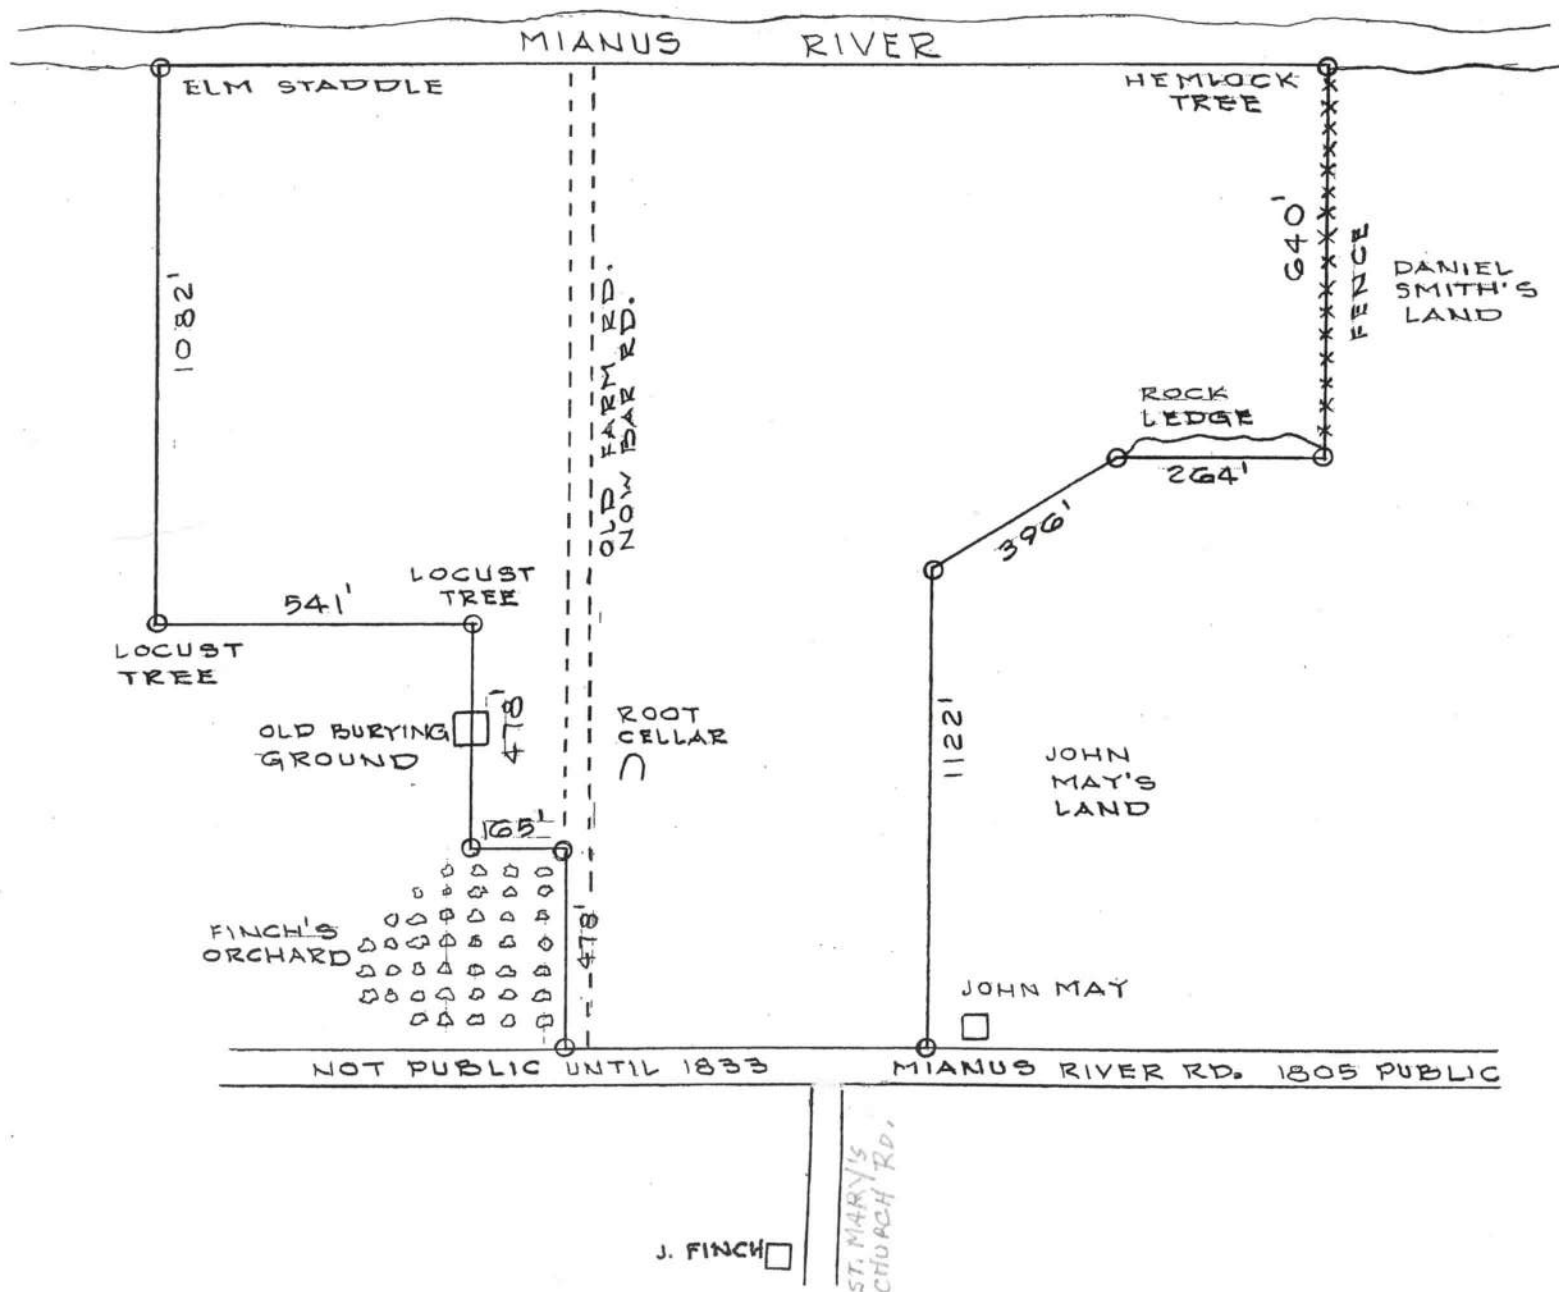 MIANUS RIVER
ELM STADDLE
HEMLOCK
TREE
1082'
OLD FARM RD.
NOW DAR RD.
640'
FENCE
DANIEL
SMITH'S
LAND
ROCK
LEDGE
264'
396'
541'
LOCUST
TREE
LOCUST
TREE
OLD BURYING
GROUND
478'
ROOT
CELLAR
1122'
JOHN
MAY'S
LAND
165'
FINCH'S
ORCHARD
478'
JOHN MAY
NOT PUBLIC UNTIL 1833
MIANUS RIVER RD. 1805 PUBLIC
ST. MARY'S
CHURCH RD.
J. FINCH